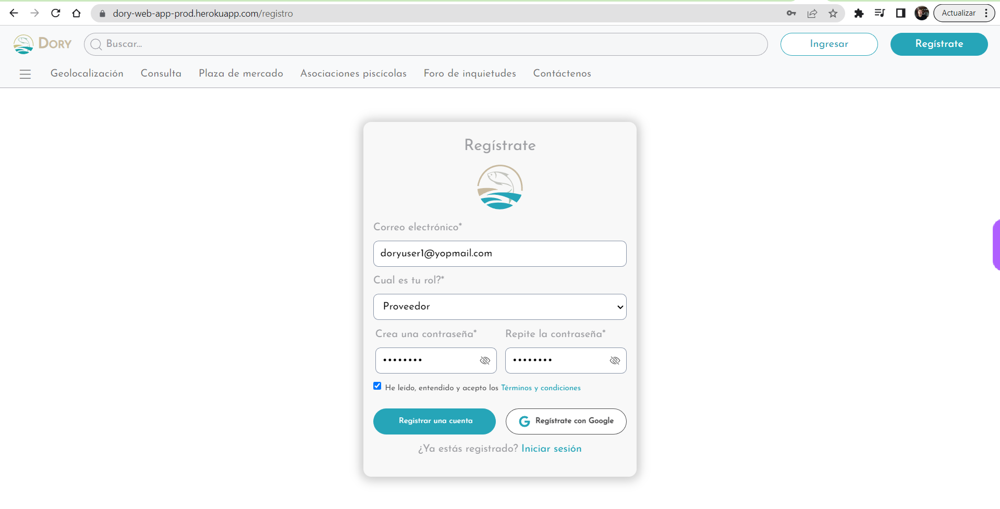 dory-web-app-prod.herokuapp.com/registro
Actualizar
DORY
Buscar...
Ingresar
Regístrate
Geolocalización
Consulta
Plaza de mercado
Asociaciones piscícolas
Foro de inquietudes
Contáctenos
Regístrate
Correo electrónico*
doryuser1@yopmail.com
Cual es tu rol?*
Proveedor
Crea una contraseña*
Repite la contraseña*
••••••••
••••••••
He leído, entendido y acepto los Términos y condiciones
Registrar una cuenta
Regístrate con Google
¿Ya estás registrado? Iniciar sesión